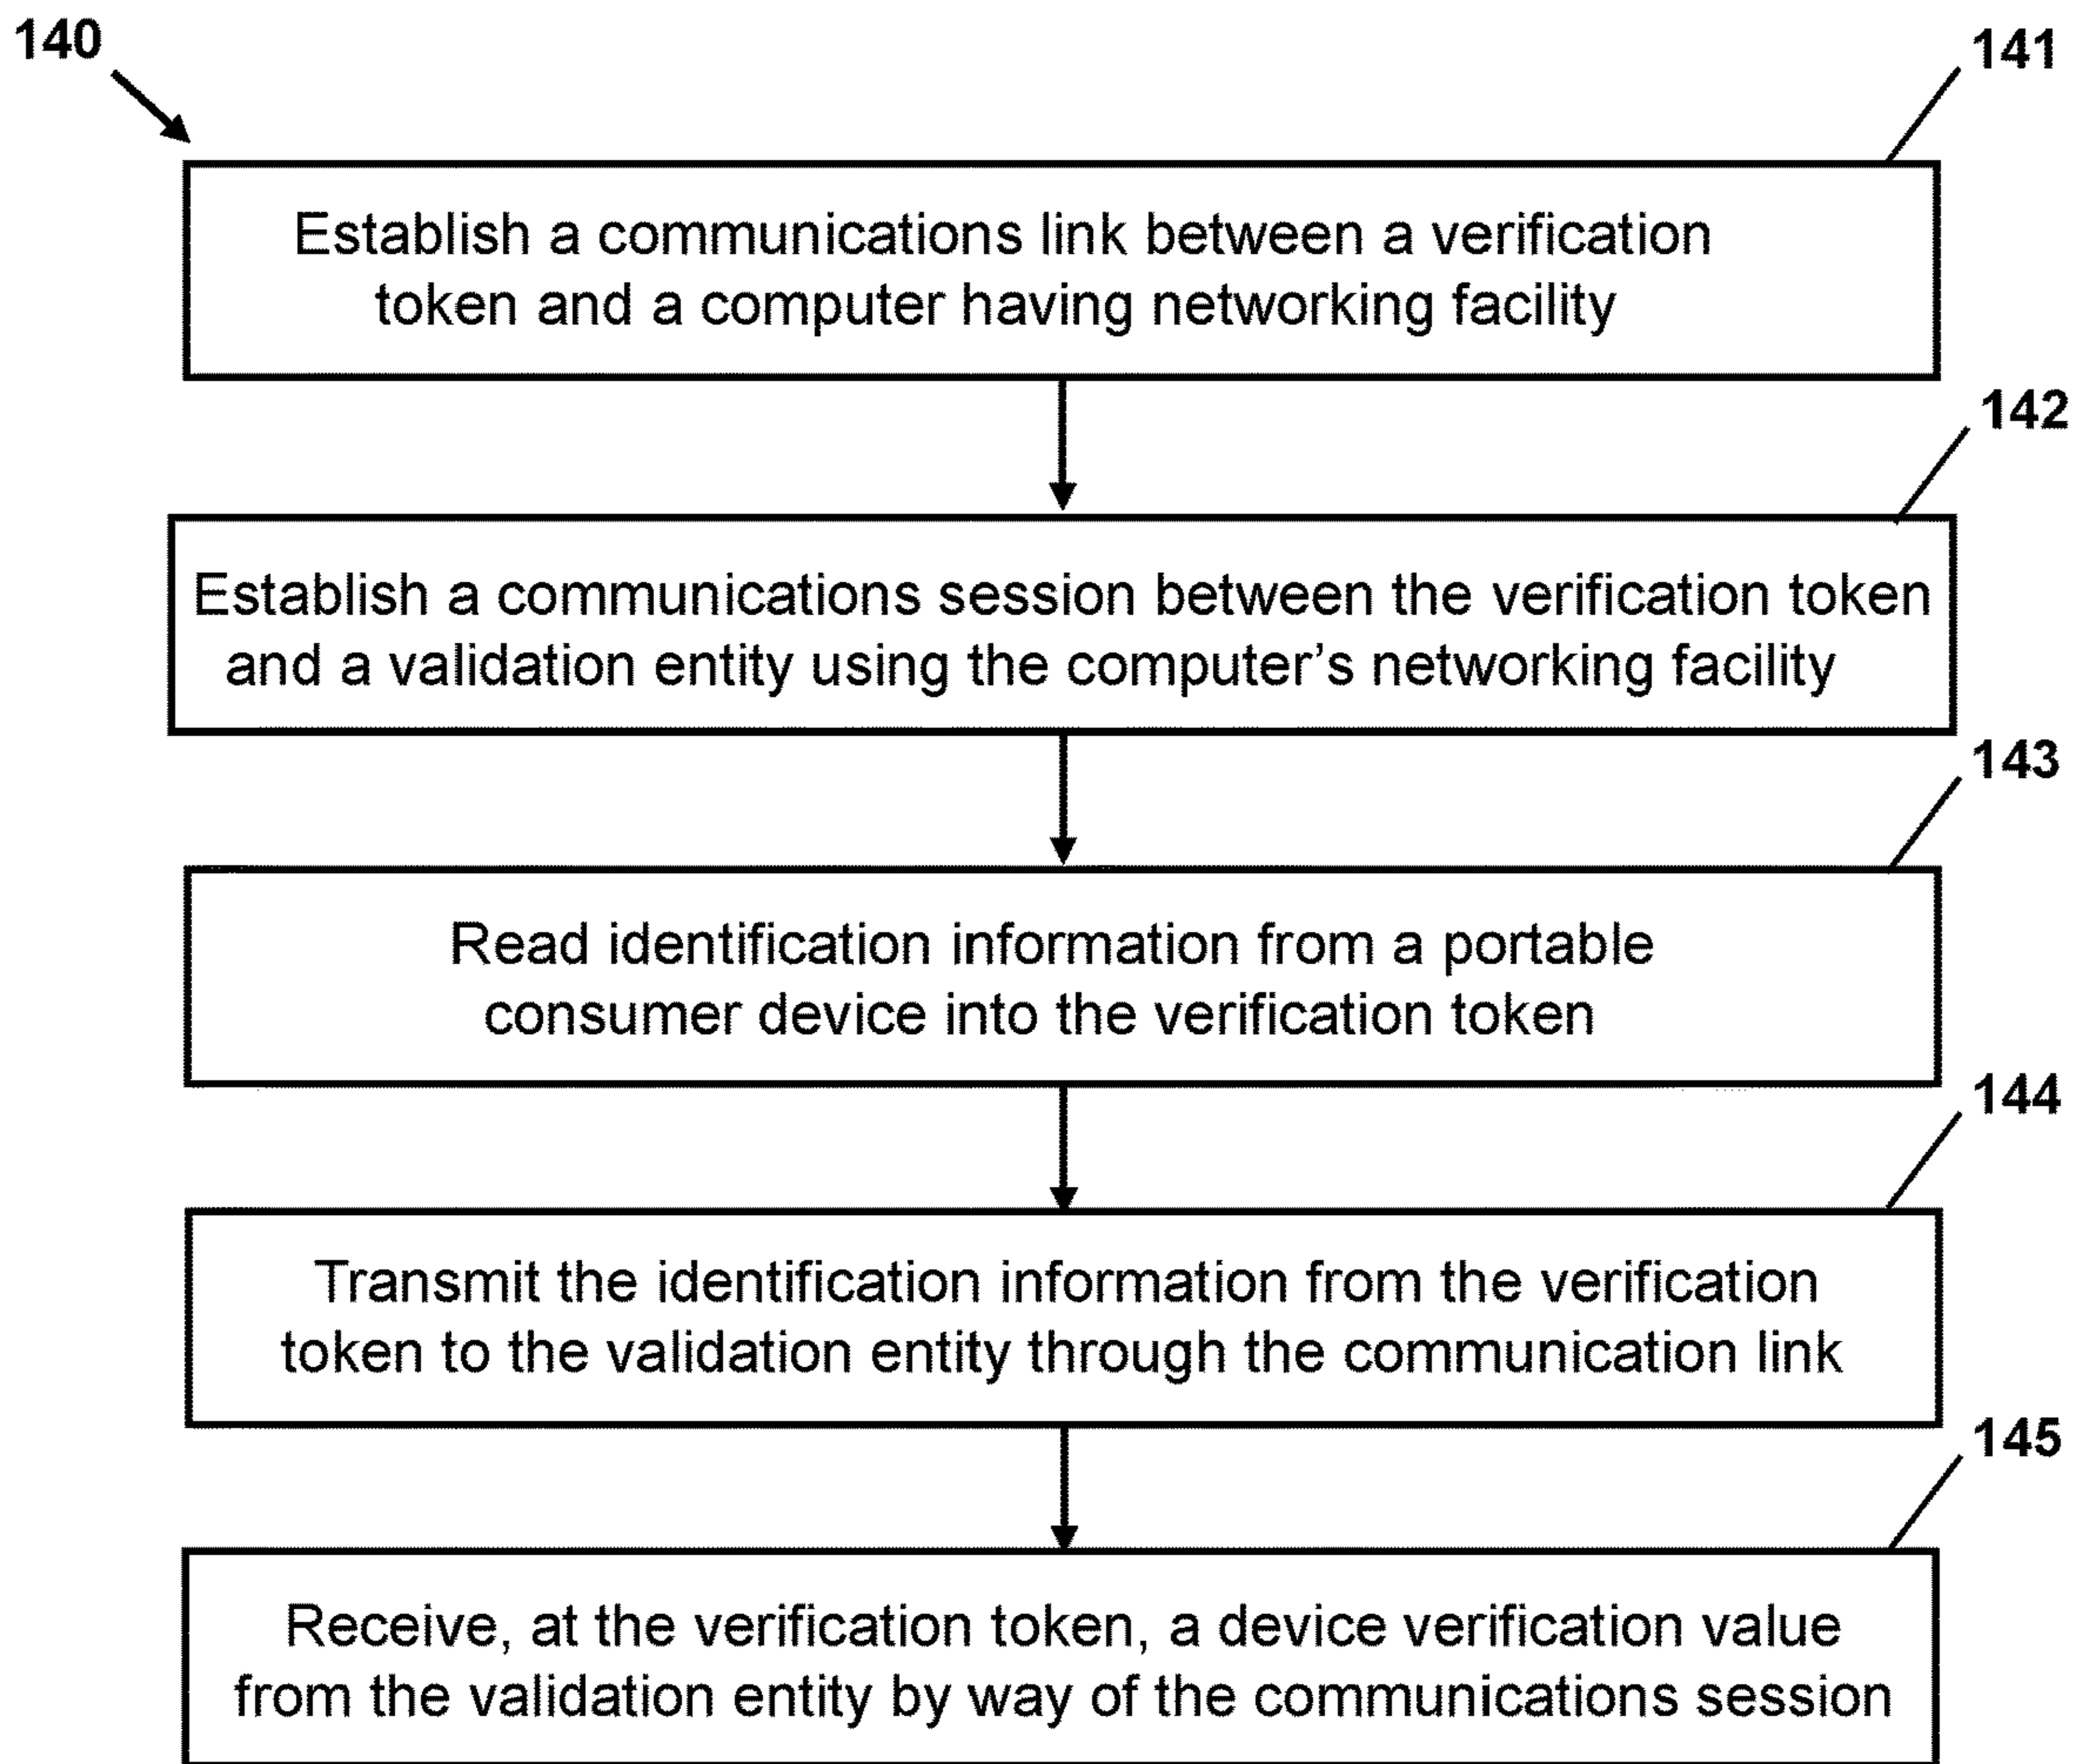 140
141
Establish a communications link between a verification
token and a computer having networking facility
142
Establish a communications session between the verification token
and a validation entity using the computer’s networking facility
143
Read identification information from a portable
consumer device into the verification token
144
Transmit the identification information from the verification
token to the validation entity through the communication link
145
Receive, at the verification token, a device verification value
from the validation entity by way of the communications session